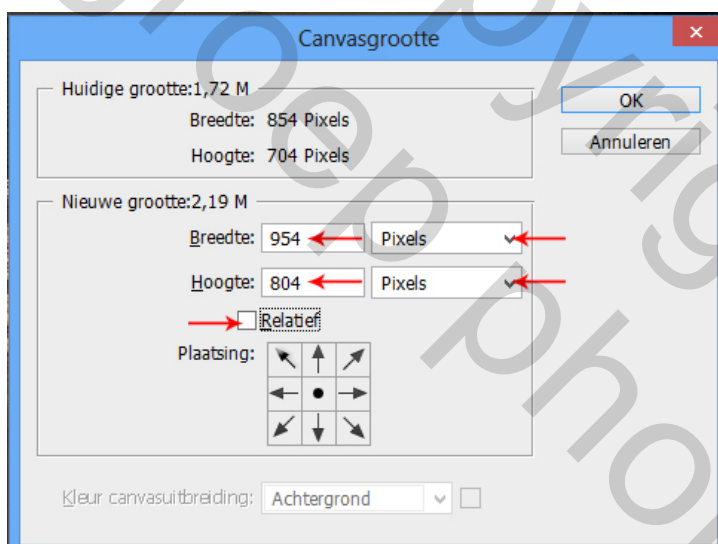 Canvasgrootte
Huidige grootte:1,72 M
Breedte: 854 Pixels
Hoogte: 704 Pixels
OK
Annuleren
Nieuwe grootte:2,19 M
Breedte: 954 Pixels
Hoogte: 804 Pixels
Relatief
Plaatsing:
Kleur canvasuitbreiding: Achtergrond